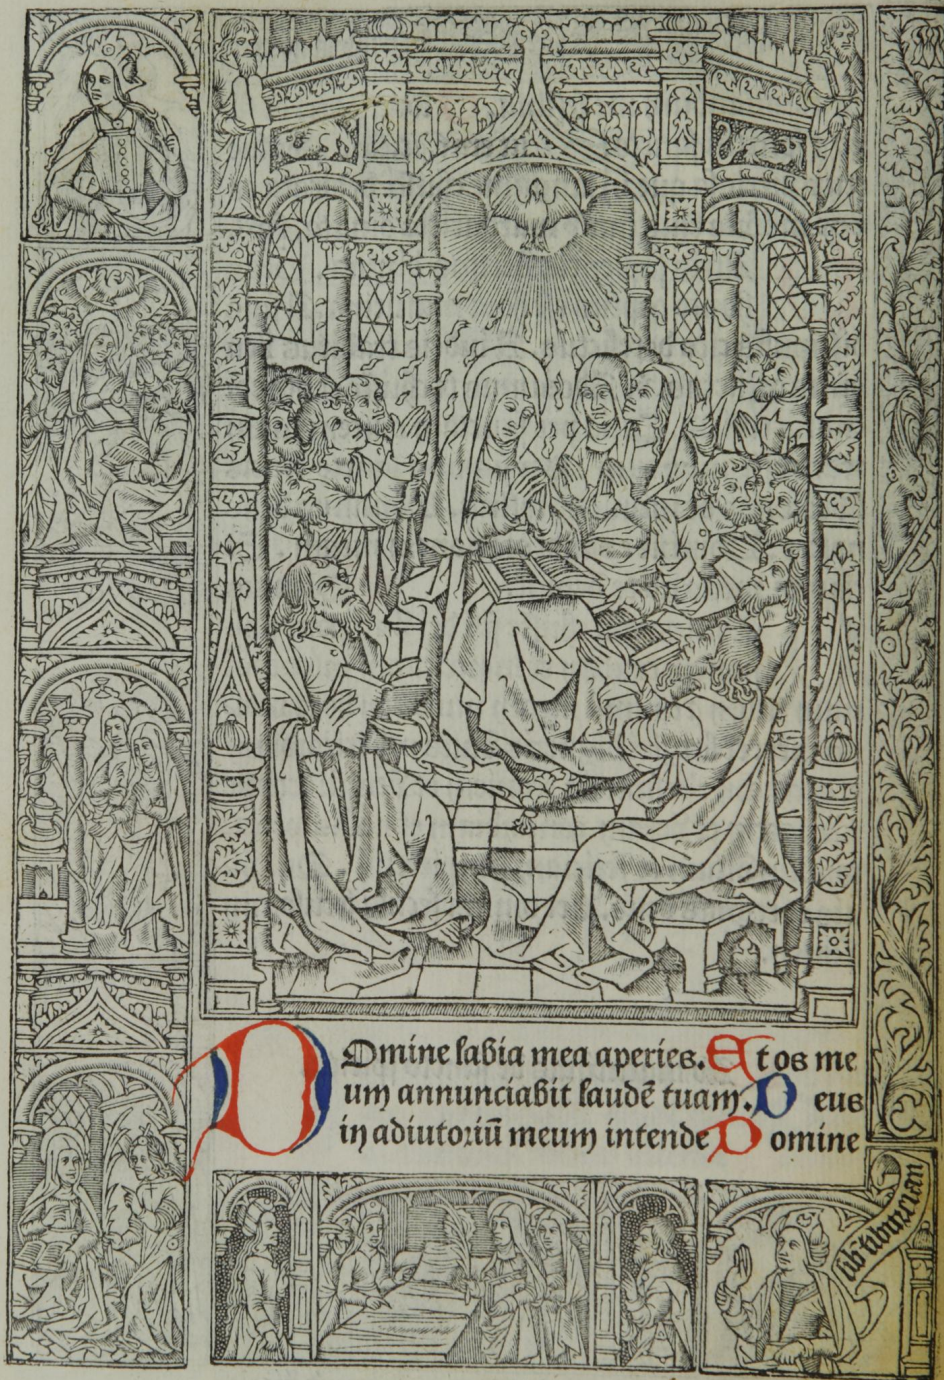 Domine labia mea aperies. Et os me
um annunciabit laudē tuam. Deus
in adiutoriū meum intende Domine